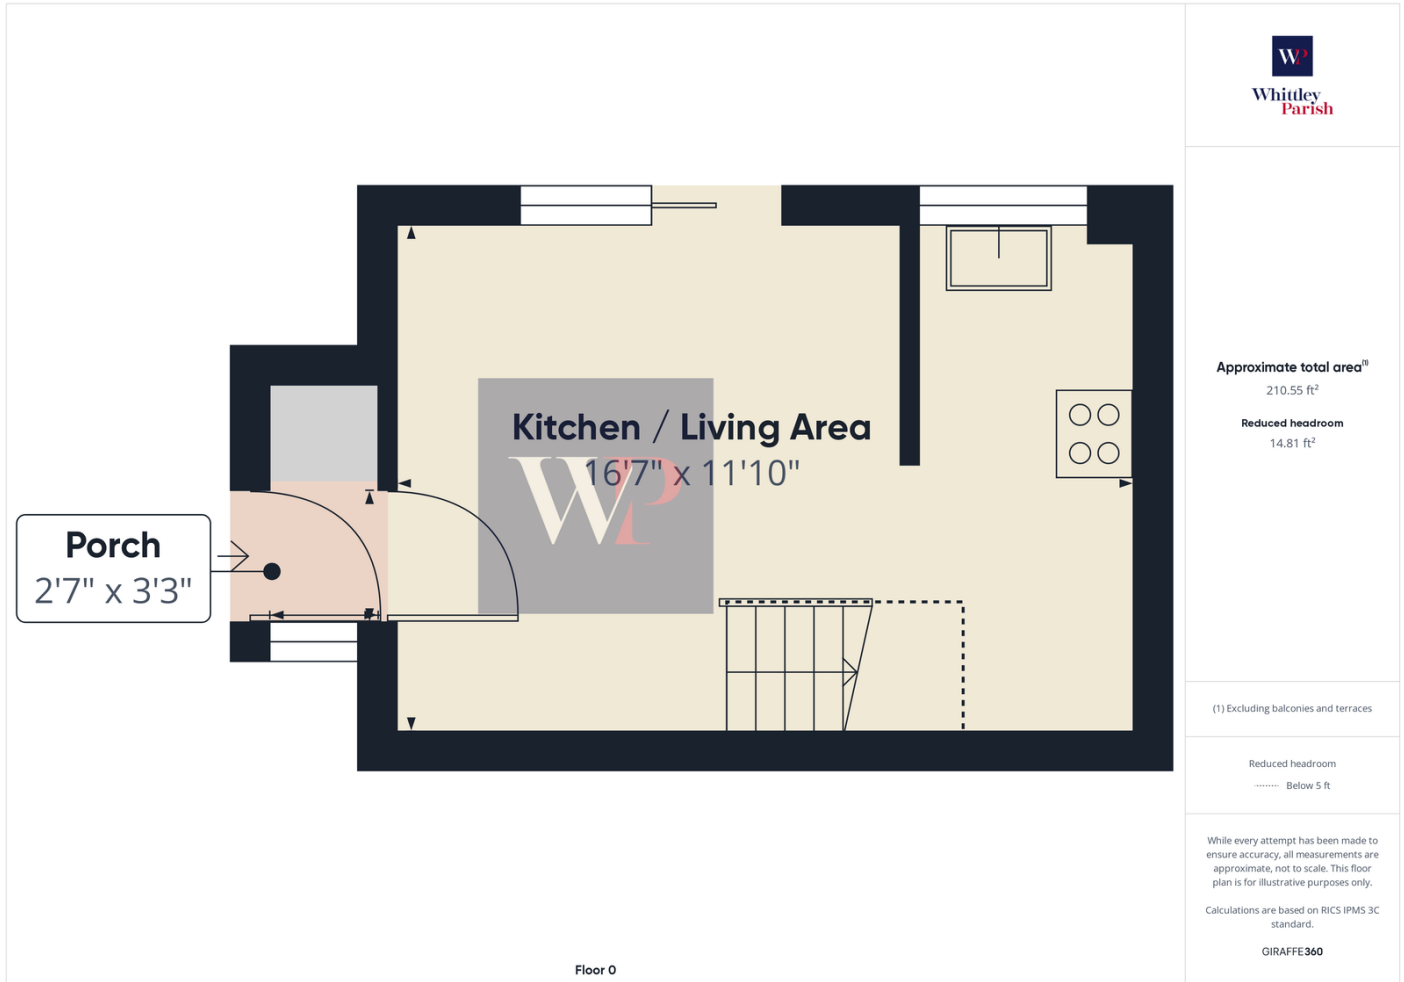 WP
Whittley
Parish
Approximate total area(1)
210.55 ft²
Reduced headroom
14.81 ft²
Kitchen / Living Area
16'7" x 11'10"
WP
Porch
2'7" x 3'3"
(1) Excluding balconies and terraces
Reduced headroom
Below 5 ft
While every attempt has been made to
ensure accuracy, all measurements are
approximate, not to scale. This floor
plan is for illustrative purposes only.
Calculations are based on RICS IPMS 3C
standard.
GIRAFFE360
Floor 0